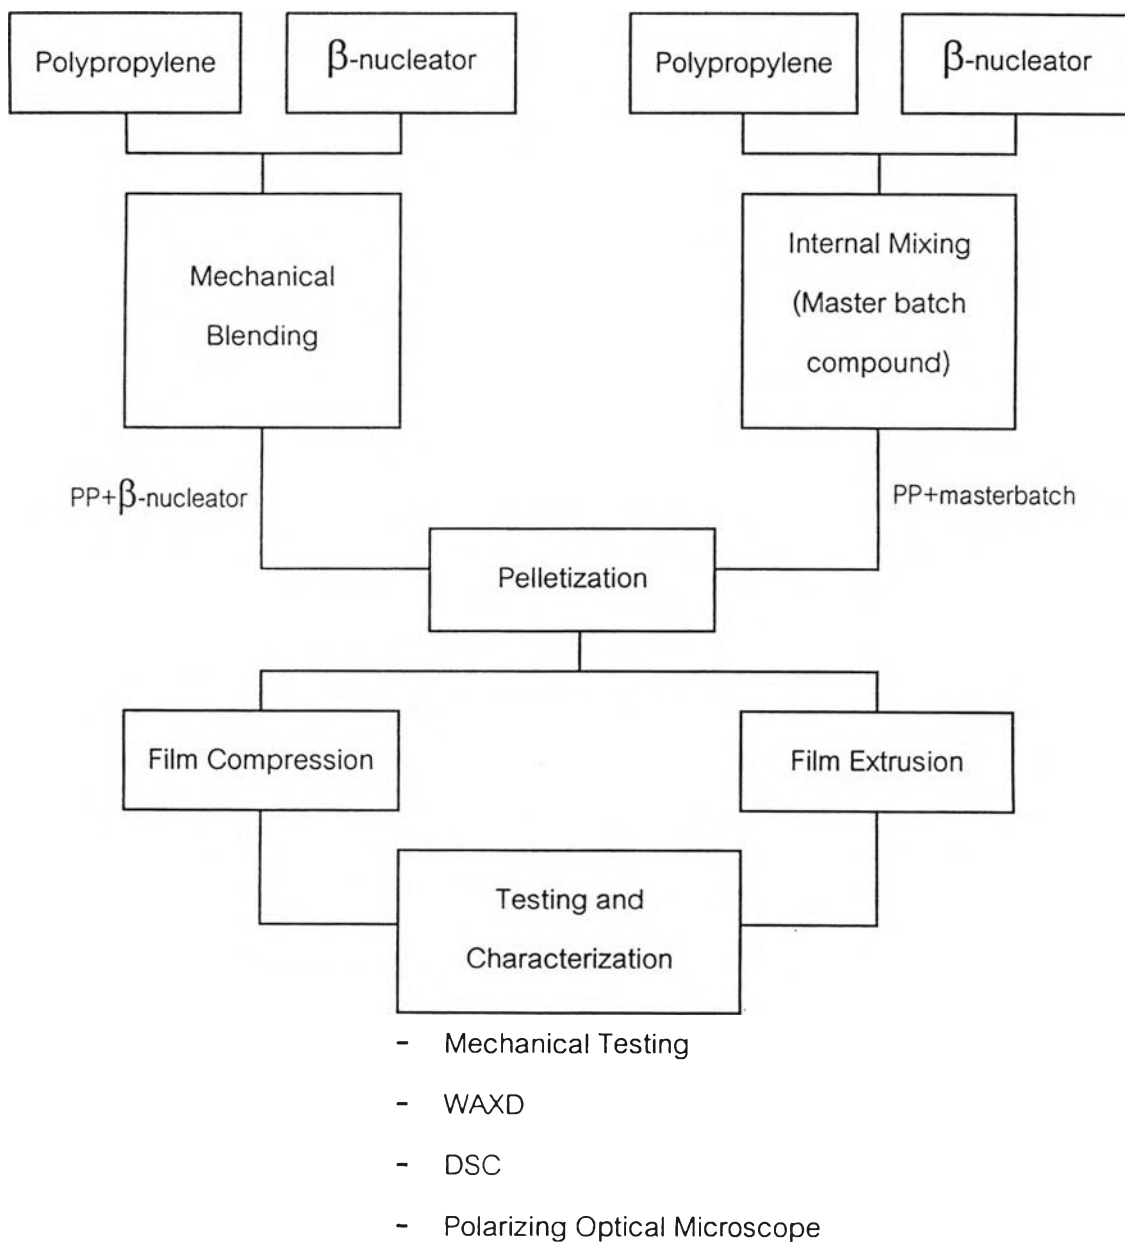 Polypropylene
β-nucleator
Polypropylene
β-nucleator
Mechanical
Blending
Internal Mixing
(Master batch
compound)
PP+β-nucleator
PP+masterbatch
Pelletization
Film Compression
Film Extrusion
Testing and
Characterization
- Mechanical Testing
- WAXD
- DSC
- Polarizing Optical Microscope